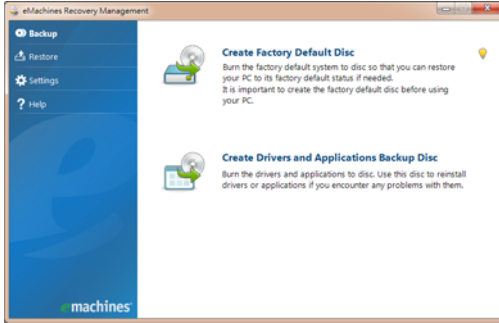 eMachines Recovery Management
Backup
Restore
Settings
Help
Create Factory Default Disc
Burn the factory default system to disc so that you can restore
your PC to its factory default status if needed.
It is important to create the factory default disc before using
your PC.
Create Drivers and Applications Backup Disc
Burn the drivers and applications to disc. Use this disc to reinstall
drivers or applications if you encounter any problems with them.
emachines